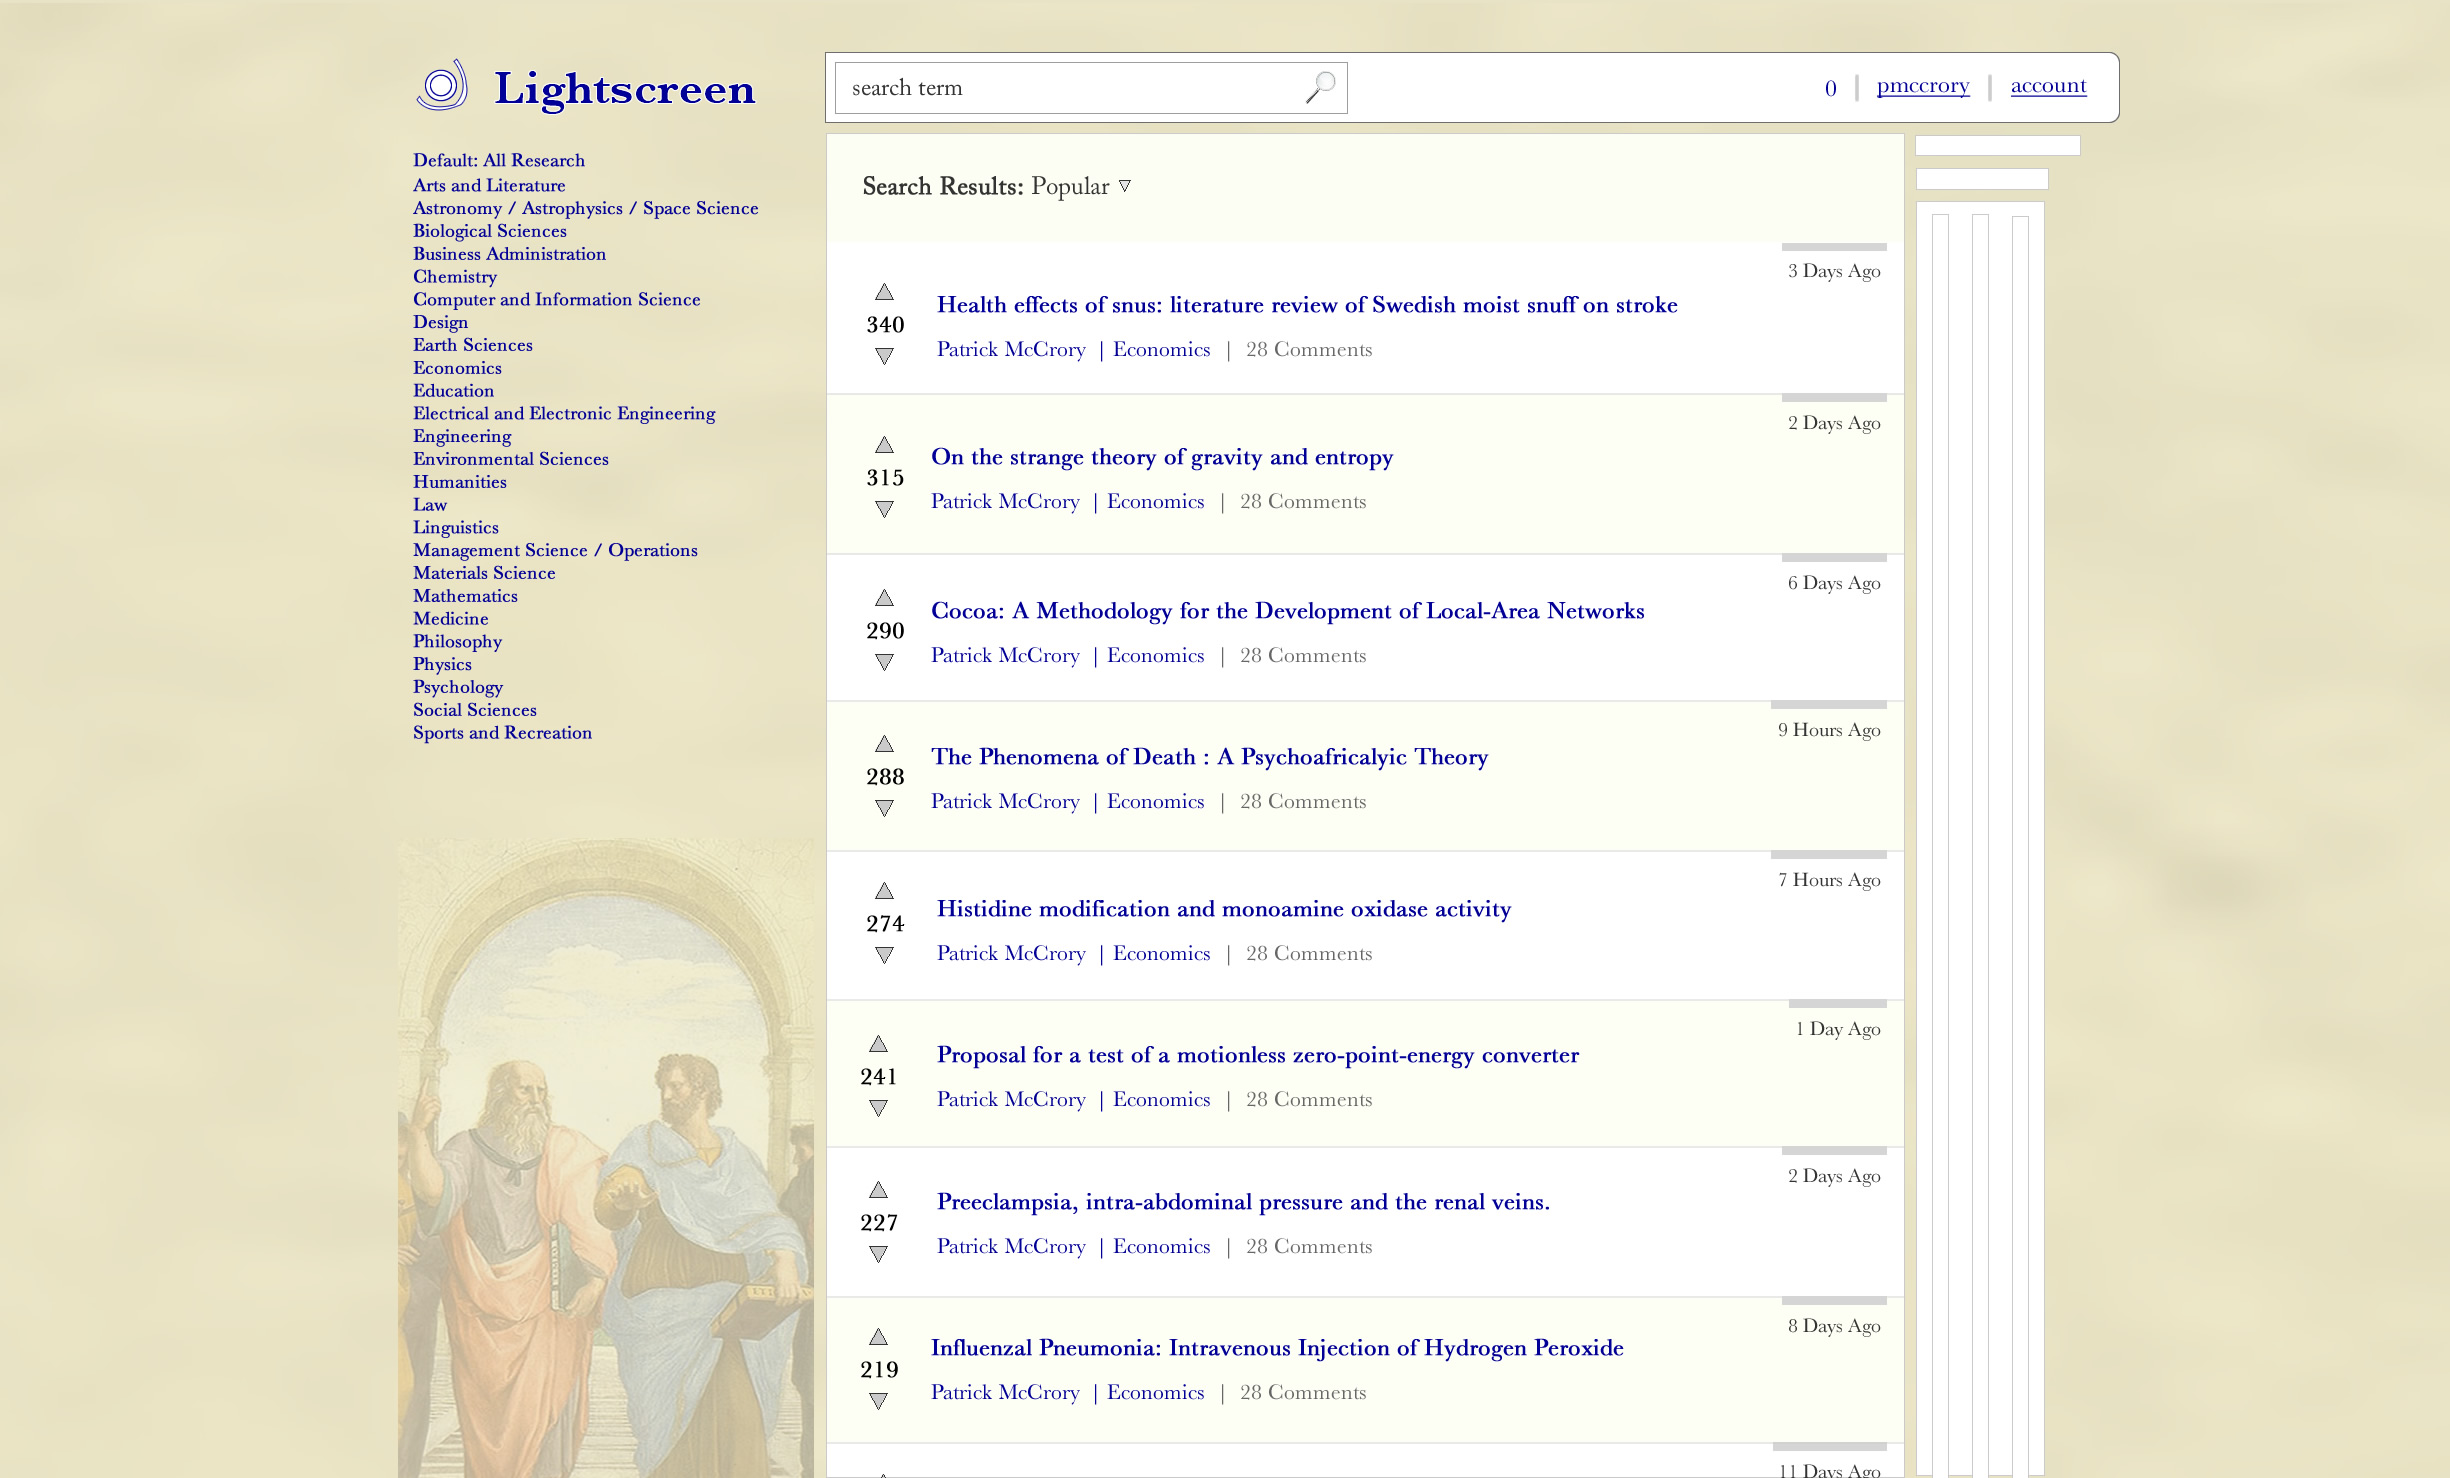 Lightscreen
search term
0 | pmccrory | account
Default: All Research
Arts and Literature
Astronomy / Astrophysics / Space Science
Biological Sciences
Business Administration
Chemistry
Computer and Information Science
Design
Earth Sciences
Economics
Education
Electrical and Electronic Engineering
Engineering
Environmental Sciences
Humanities
Law
Linguistics
Management Science / Operations
Materials Science
Mathematics
Medicine
Philosophy
Physics
Psychology
Social Sciences
Sports and Recreation
Search Results: Popular
3 Days Ago
340
Health effects of snus: literature review of Swedish moist snuff on stroke
Patrick McCrory | Economics | 28 Comments
2 Days Ago
315
On the strange theory of gravity and entropy
Patrick McCrory | Economics | 28 Comments
6 Days Ago
290
Cocoa: A Methodology for the Development of Local-Area Networks
Patrick McCrory | Economics | 28 Comments
9 Hours Ago
288
The Phenomena of Death : A Psychoafricalyic Theory
Patrick McCrory | Economics | 28 Comments
7 Hours Ago
274
Histidine modification and monoamine oxidase activity
Patrick McCrory | Economics | 28 Comments
1 Day Ago
241
Proposal for a test of a motionless zero-point-energy converter
Patrick McCrory | Economics | 28 Comments
2 Days Ago
227
Preeclampsia, intra-abdominal pressure and the renal veins.
Patrick McCrory | Economics | 28 Comments
8 Days Ago
219
Influenzal Pneumonia: Intravenous Injection of Hydrogen Peroxide
Patrick McCrory | Economics | 28 Comments
11 Days Ago